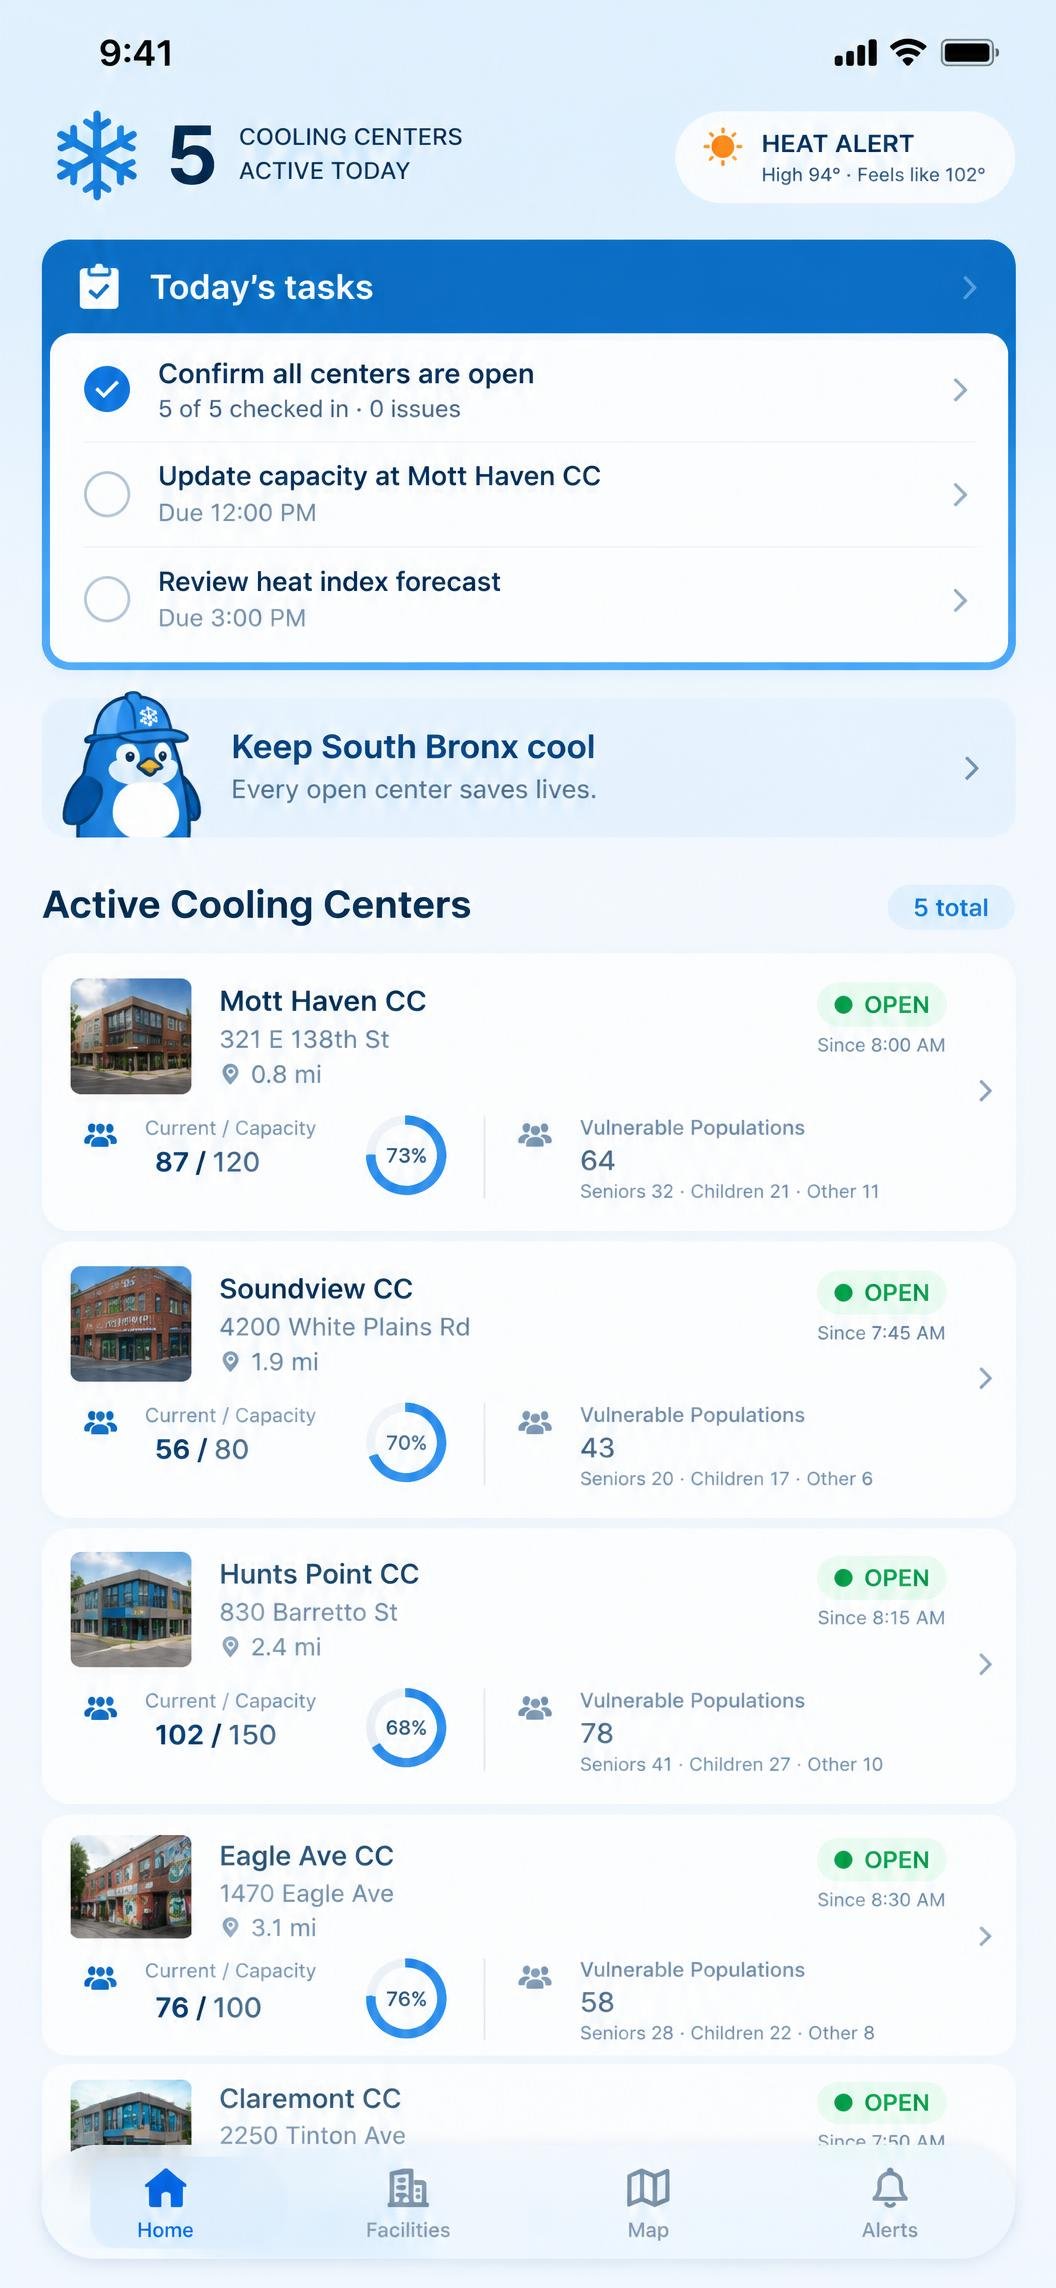 9:41
5 COOLING CENTERS
ACTIVE TODAY
HEAT ALERT
High 94° · Feels like 102°
Today's tasks
Confirm all centers are open
5 of 5 checked in · 0 issues
Update capacity at Mott Haven CC
Due 12:00 PM
Review heat index forecast
Due 3:00 PM
Keep South Bronx cool
Every open center saves lives.
Active Cooling Centers
5 total
Mott Haven CC
321 E 138th St
0.8 mi
OPEN
Since 8:00 AM
Current / Capacity
87 / 120
73%
Vulnerable Populations
64
Seniors 32 · Children 21 · Other 11
Soundview CC
4200 White Plains Rd
1.9 mi
OPEN
Since 7:45 AM
Current / Capacity
56 / 80
70%
Vulnerable Populations
43
Seniors 20 · Children 17 · Other 6
Hunts Point CC
830 Barretto St
2.4 mi
OPEN
Since 8:15 AM
Current / Capacity
102 / 150
68%
Vulnerable Populations
78
Seniors 41 · Children 27 · Other 10
Eagle Ave CC
1470 Eagle Ave
3.1 mi
OPEN
Since 8:30 AM
Current / Capacity
76 / 100
76%
Vulnerable Populations
58
Seniors 28 · Children 22 · Other 8
Claremont CC
2250 Tinton Ave
OPEN
Since 7:50 AM
Home
Facilities
Map
Alerts